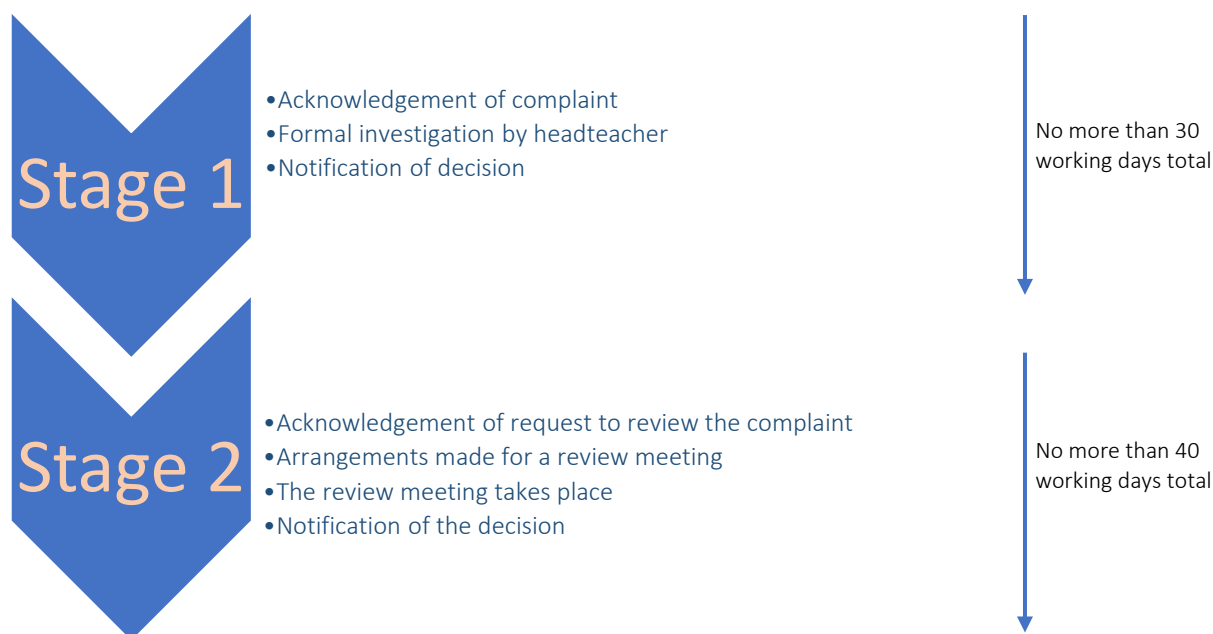 Stage 1
•Acknowledgement of complaint
•Formal investigation by headteacher
•Notification of decision
No more than 30
working days total
Stage 2
•Acknowledgement of request to review the complaint
•Arrangements made for a review meeting
•The review meeting takes place
•Notification of the decision
No more than 40
working days total